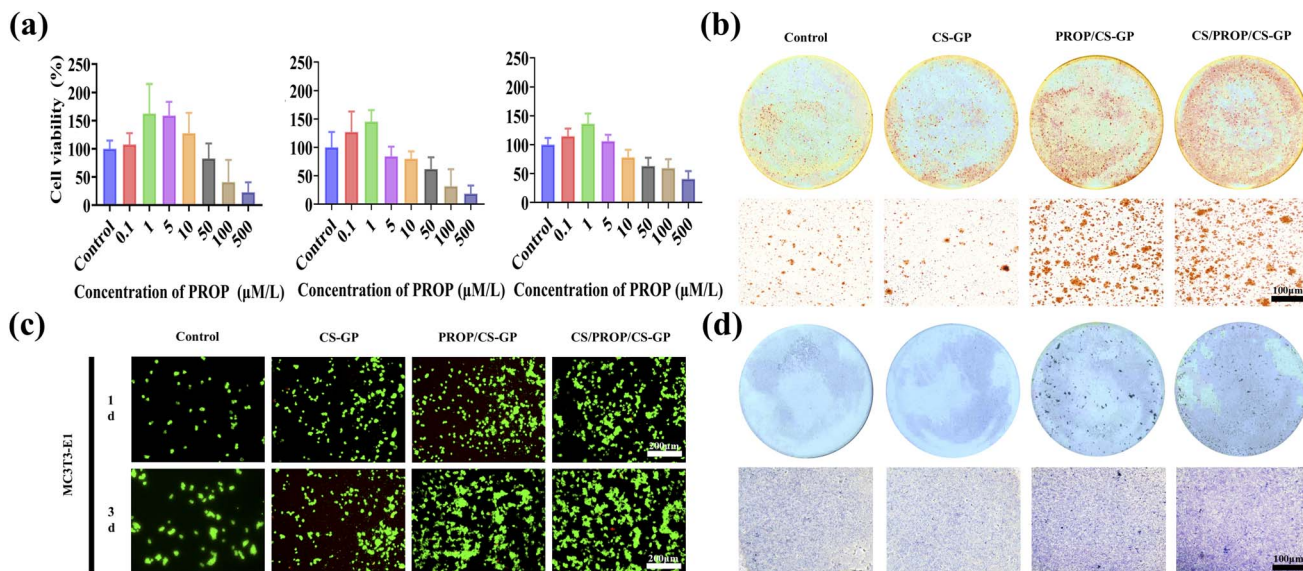 (a)
Cell viability (%)
250
200
150
100
50
0
Control
0.1
1
5
10
50
100
500
Concentration of PROP (μM/L)
250
200
150
100
50
0
Control
0.1
1
5
10
50
100
500
Concentration of PROP (μM/L)
250
200
150
100
50
0
Control
0.1
1
5
10
50
100
500
Concentration of PROP (μM/L)
(b)
Control
CS-GP
PROP/CS-GP
CS/PROP/CS-GP
100μm
(c)
Control
CS-GP
PROP/CS-GP
CS/PROP/CS-GP
MC3T3-E1
1
d
200μm
3
d
200μm
(d)
100μm